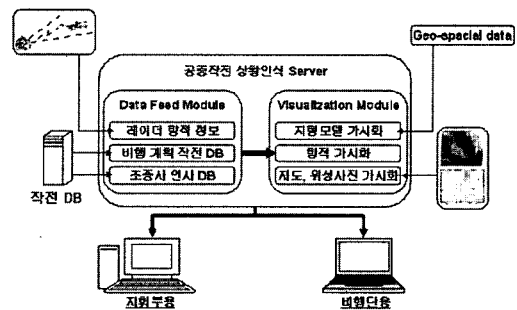 Geo-spacial data
공중작전 상황인식 Server
Data Feed Module
Visualization Module
레이더 항적 정보
지형모델 가시화
비행 계획 작전 DB
항적 가시화
조종사 인사 DB
지도, 위성사진 가시화
작전 DB
지휘부용
비행단용